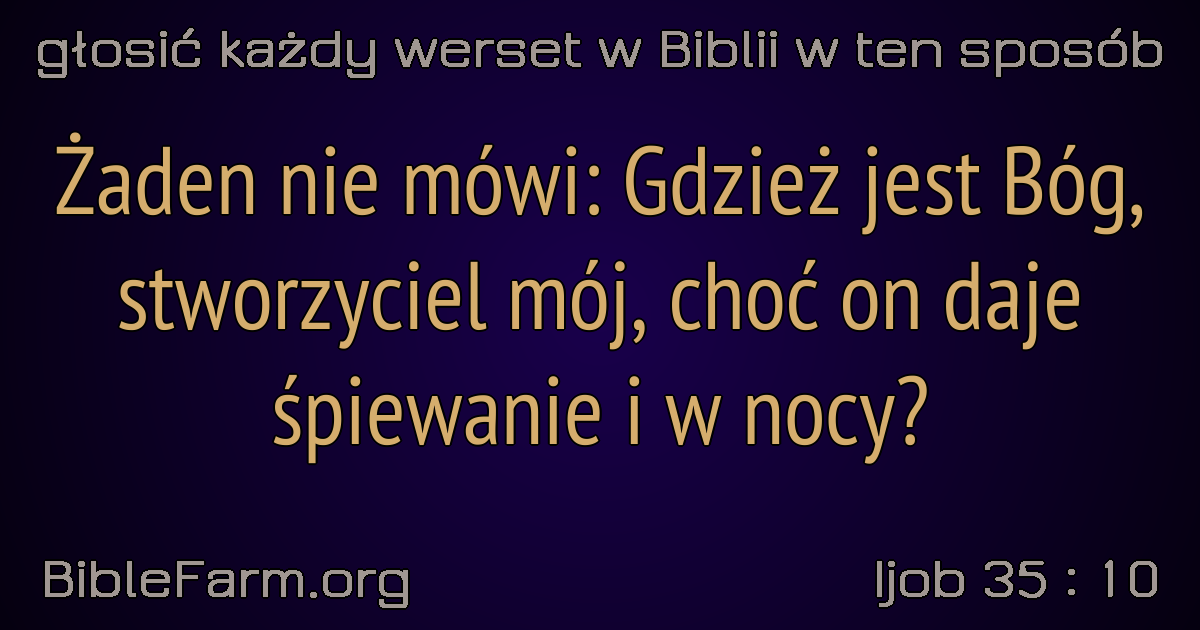 głosić każdy werset w Biblii w ten sposób
Żaden nie mówi: Gdzież jest Bóg,
stworzyciel mój, choć on daje
śpiewanie i w nocy?
BibleFarm.org
Ijob 35 : 10